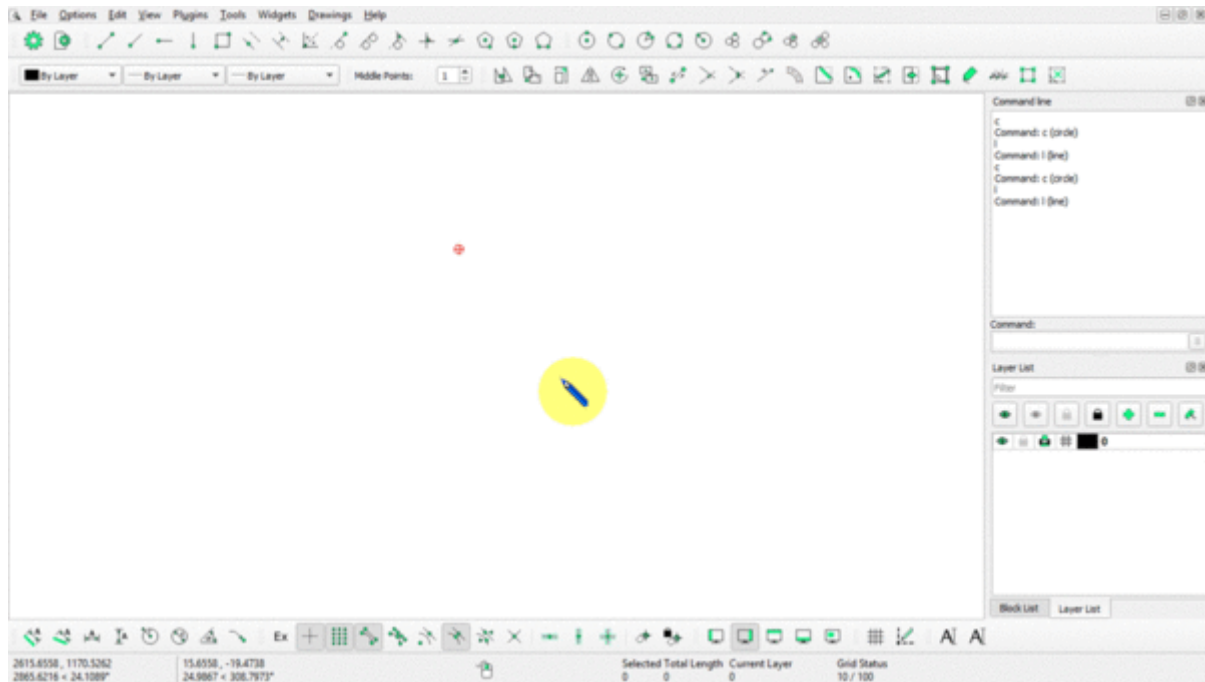 File Options Edit View Plugins Tools Widgets Drawings Help
By Layer By Layer By Layer Middle Points: 1
Command line
c
Command: c (circle)
l
Command: l (line)
c
Command: c (circle)
l
Command: l (line)
Command:
Layer List
Filter
0
Block List Layer List
Ex A A
2615.6558 , 1170.5262 15.6558 , -19.4738 Selected Total Length Current Layer Grid Status
2865.6216 < 24.1089° 24.9867 < 308.7973° 0 0 0 10 / 100